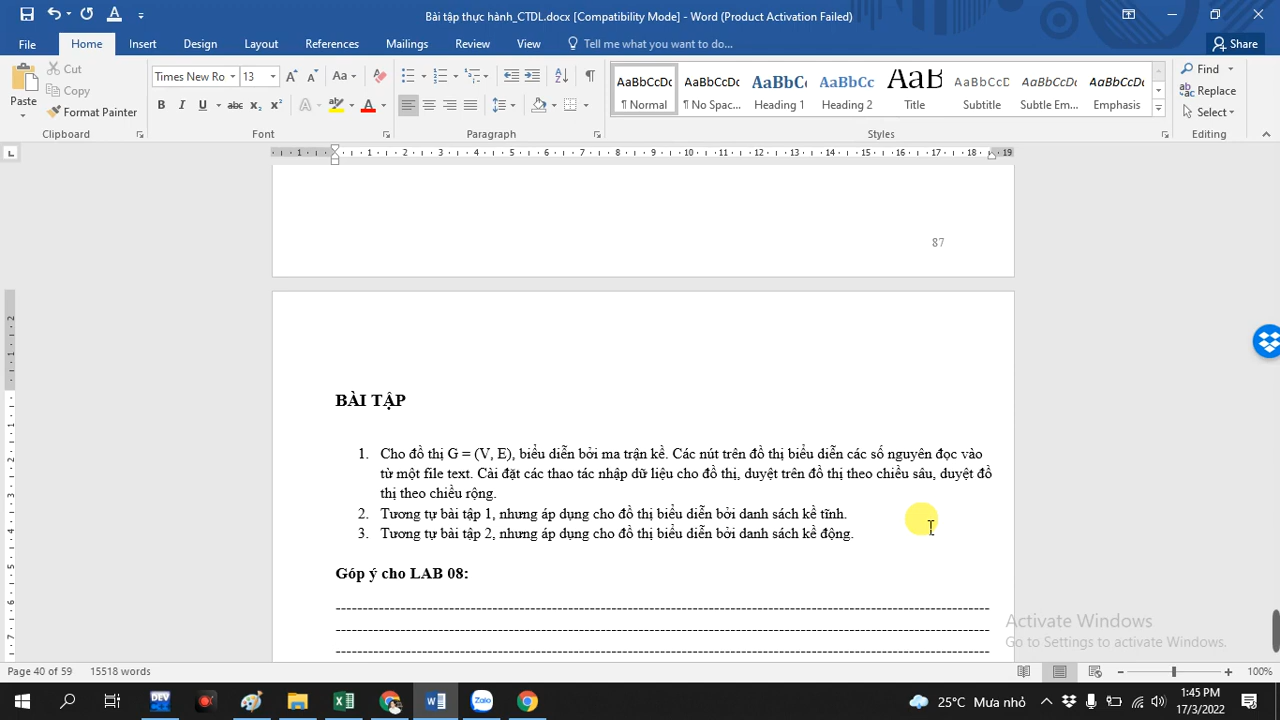 Bài tập thực hành_CTDL.docx [Compatibility Mode] - Word (Product Activation Failed)
File Home Insert Design Layout References Mailings Review View Tell me what you want to do... Share
Cut
Copy
Paste
Format Painter
Clipboard
Times New Ro 13
Font
Paragraph
AaBbCcDc AaBbCcDc AaBbC AaBbCcC AaB AaBbCcD AaBbCcDc AaBbCcDc
¶ Normal ¶ No Spac... Heading 1 Heading 2 Title Subtitle Subtle Em... Emphasis
Styles
Find
Replace
Select
Editing
87
BÀI TẬP
1. Cho đồ thị G = (V, E), biểu diễn bởi ma trận kề. Các nút trên đồ thị biểu diễn các số nguyên đọc vào
từ một file text. Cài đặt các thao tác nhập dữ liệu cho đồ thị, duyệt trên đồ thị theo chiều sâu, duyệt đồ
thị theo chiều rộng.
2. Tương tự bài tập 1, nhưng áp dụng cho đồ thị biểu diễn bởi danh sách kề tĩnh.
3. Tương tự bài tập 2, nhưng áp dụng cho đồ thị biểu diễn bởi danh sách kề động.
Góp ý cho LAB 08:
Activate Windows
Go to Settings to activate Windows.
Page 40 of 59 15518 words 100%
25°C Mưa nhỏ
1:45 PM
17/3/2022